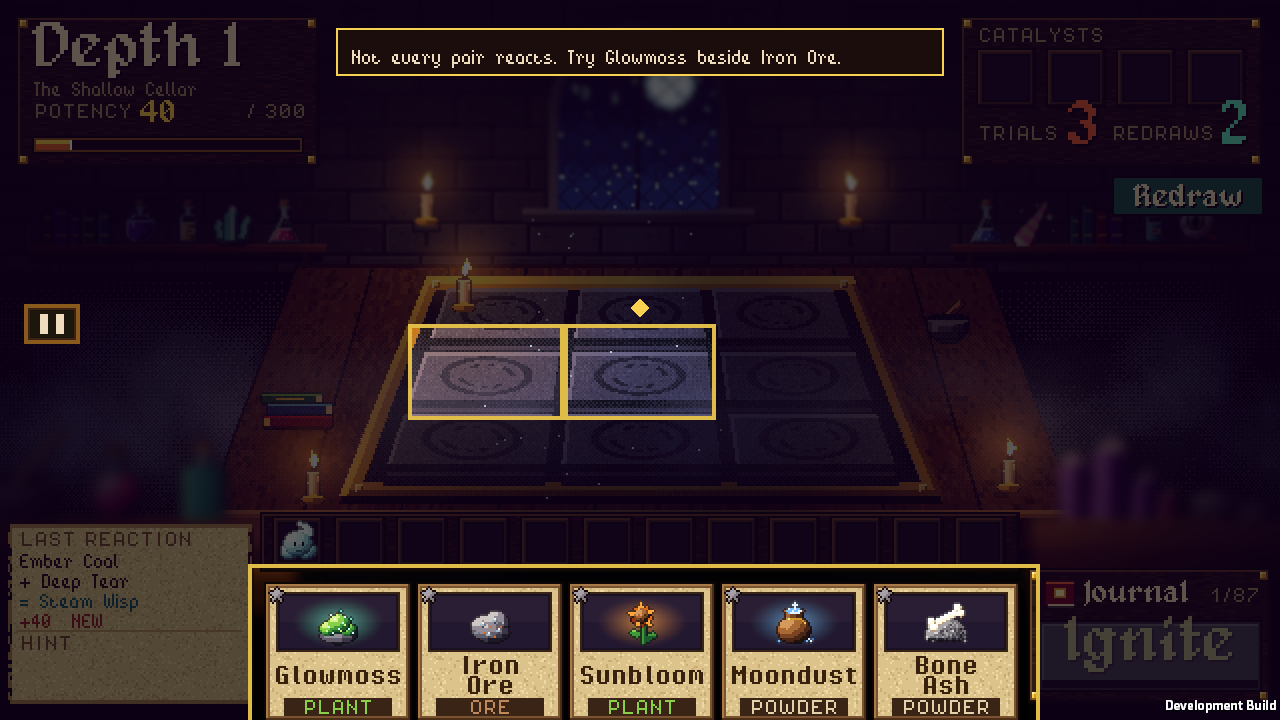 Depth 1
The Shallow Cellar
POTENCY 40 / 300
Not every pair reacts. Try Glowmoss beside Iron Ore.
CATALYSTS
TRIALS 3 REDRAWS 2
Redraw
LAST REACTION
Ember Coal
+ Deep Tear
= Steam Wisp
+40 NEW
HINT
Glowmoss
PLANT
Iron
Ore
ORE
Sunbloom
PLANT
Moondust
POWDER
Bone
Ash
POWDER
Journal 1/87
Ignite
Development Build